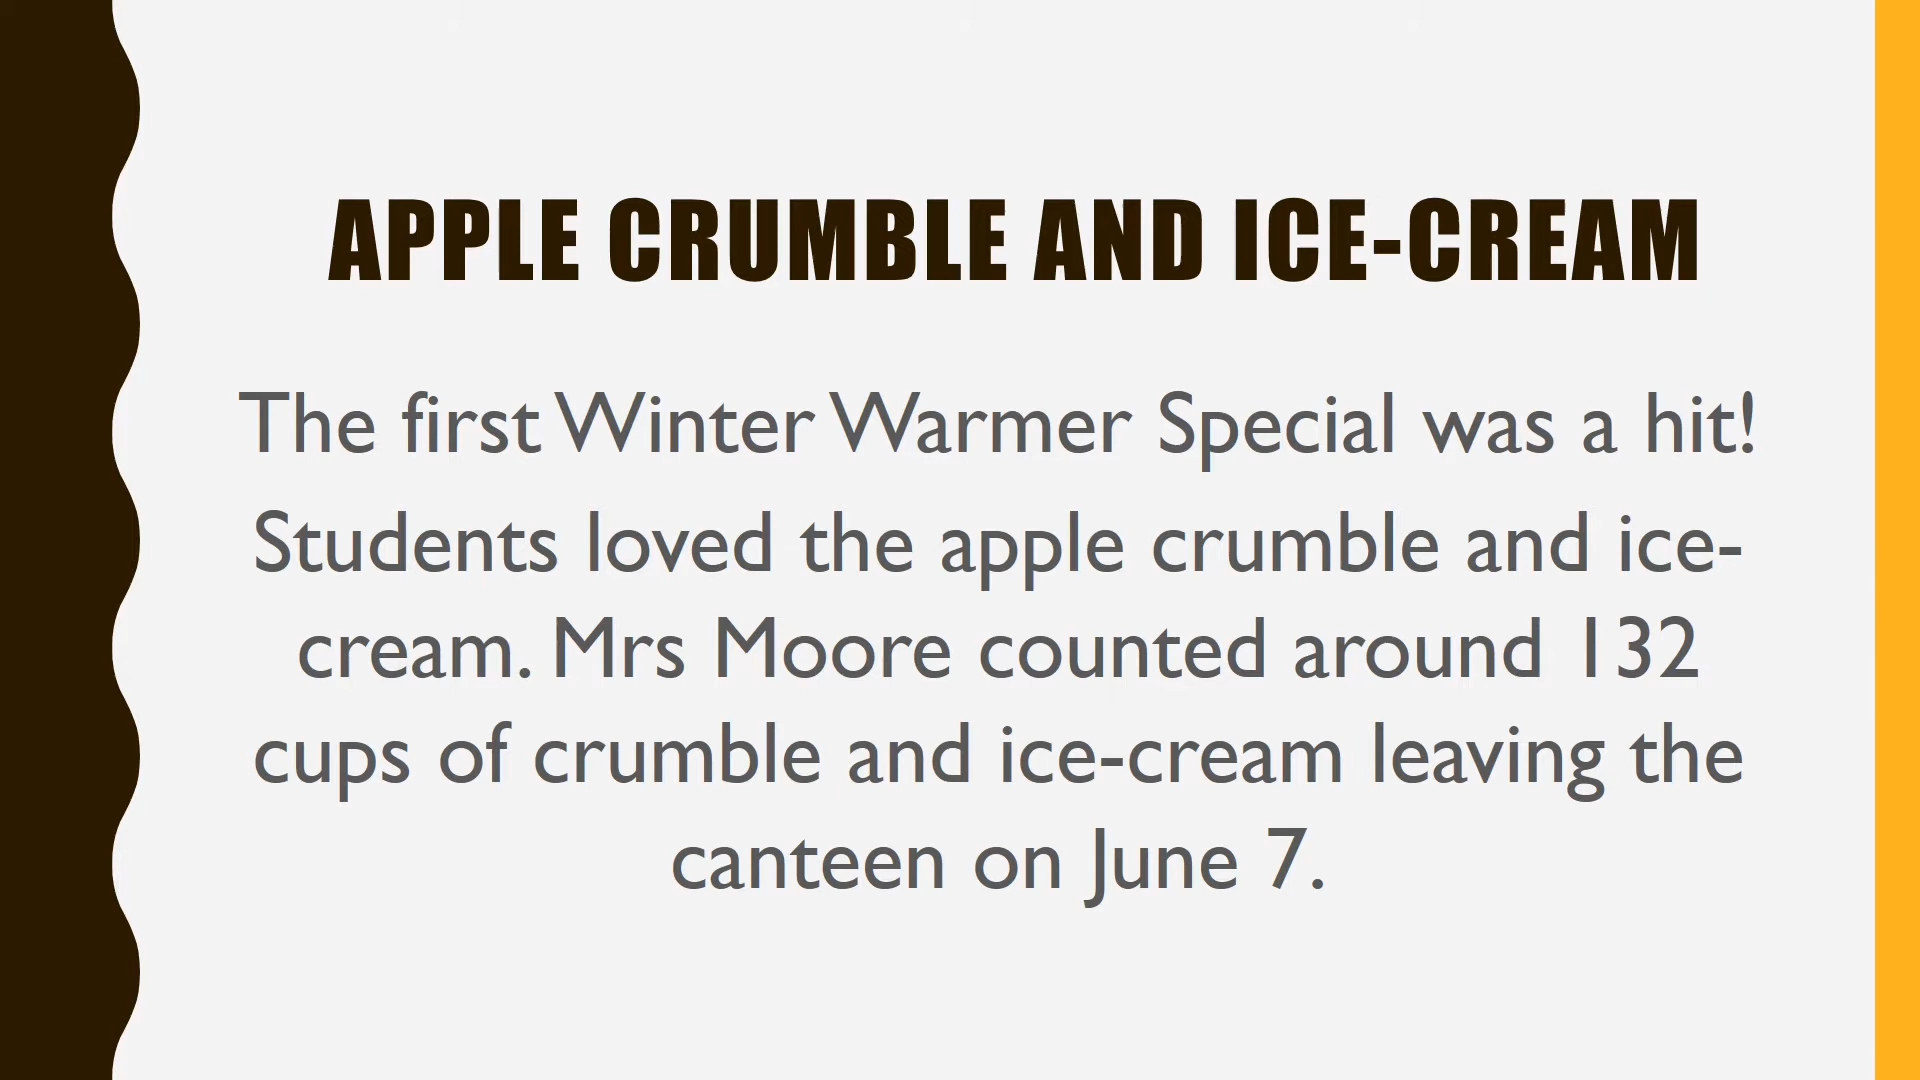 APPLE CRUMBLE AND ICE-CREAM
The first Winter Warmer Special was a hit!
Students loved the apple crumble and ice-
cream. Mrs Moore counted around 132
cups of crumble and ice-cream leaving the
canteen on June 7.